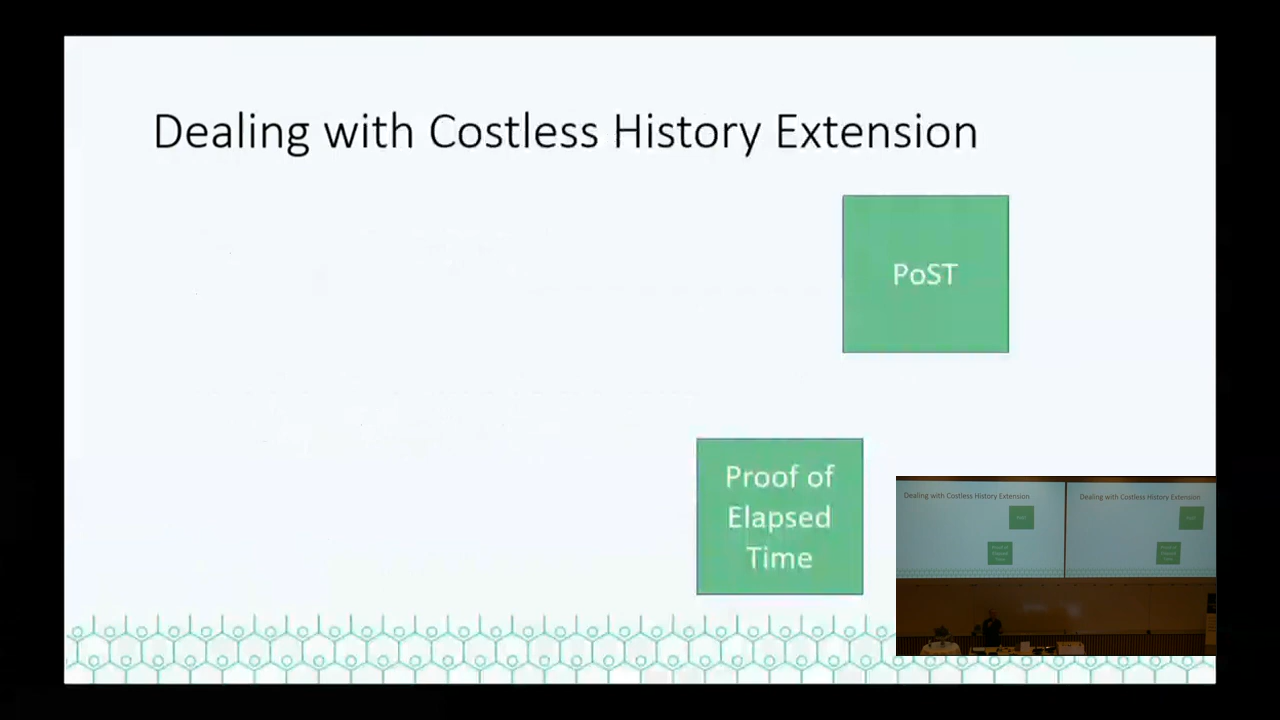 Dealing with Costless History Extension
PoST
Proof of
Elapsed
Time
Dealing with Costless History Extension
Dealing with Costless History Extension